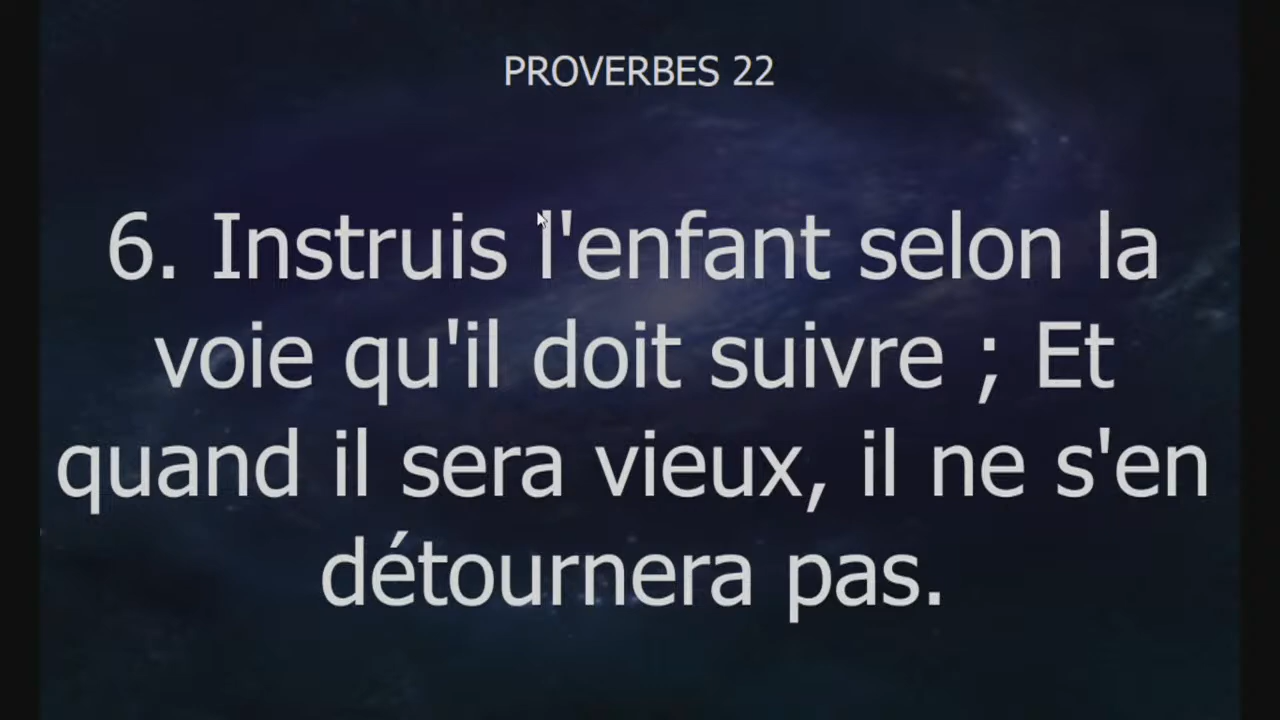 PROVERBES 22
6. Instruis l'enfant selon la
voie qu'il doit suivre ; Et
quand il sera vieux, il ne s'en
détournera pas.